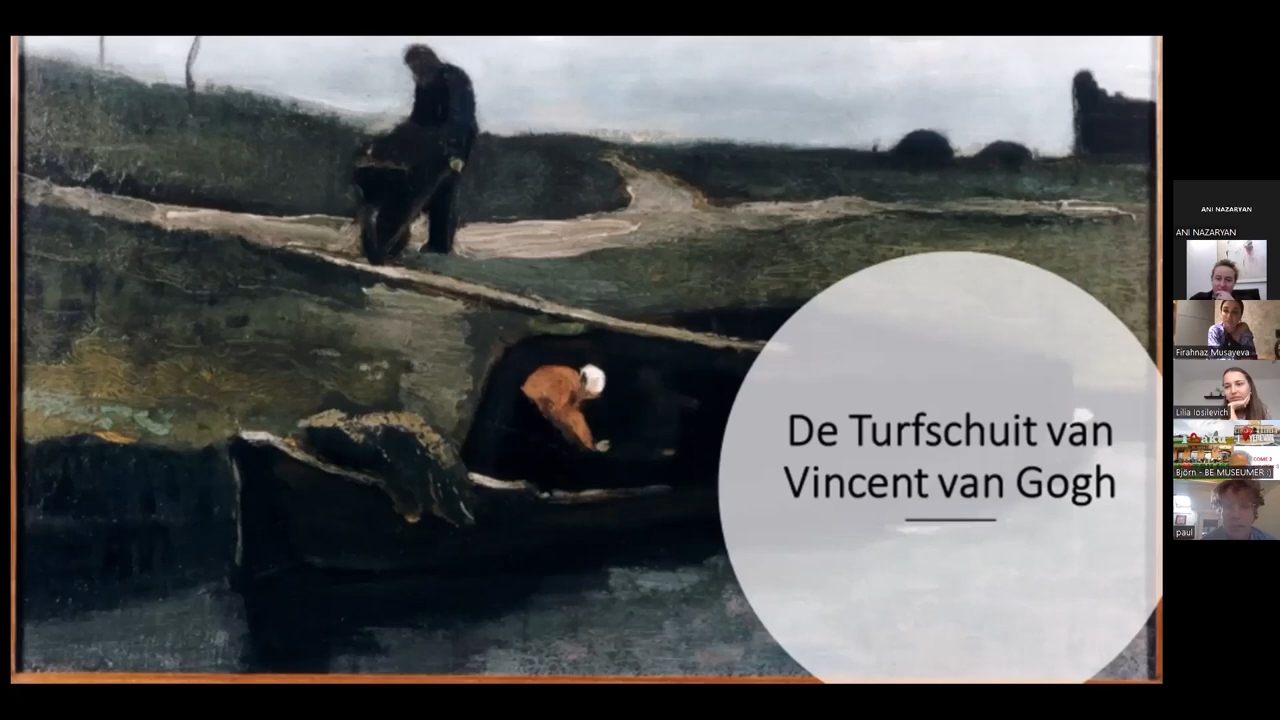 De Turfschuit van
Vincent van Gogh
ANI NAZARYAN
ANI NAZARYAN
Firahnaz Musayeva
Lilia Iosilevich
Björn - BE MUSEUMER :)
paul